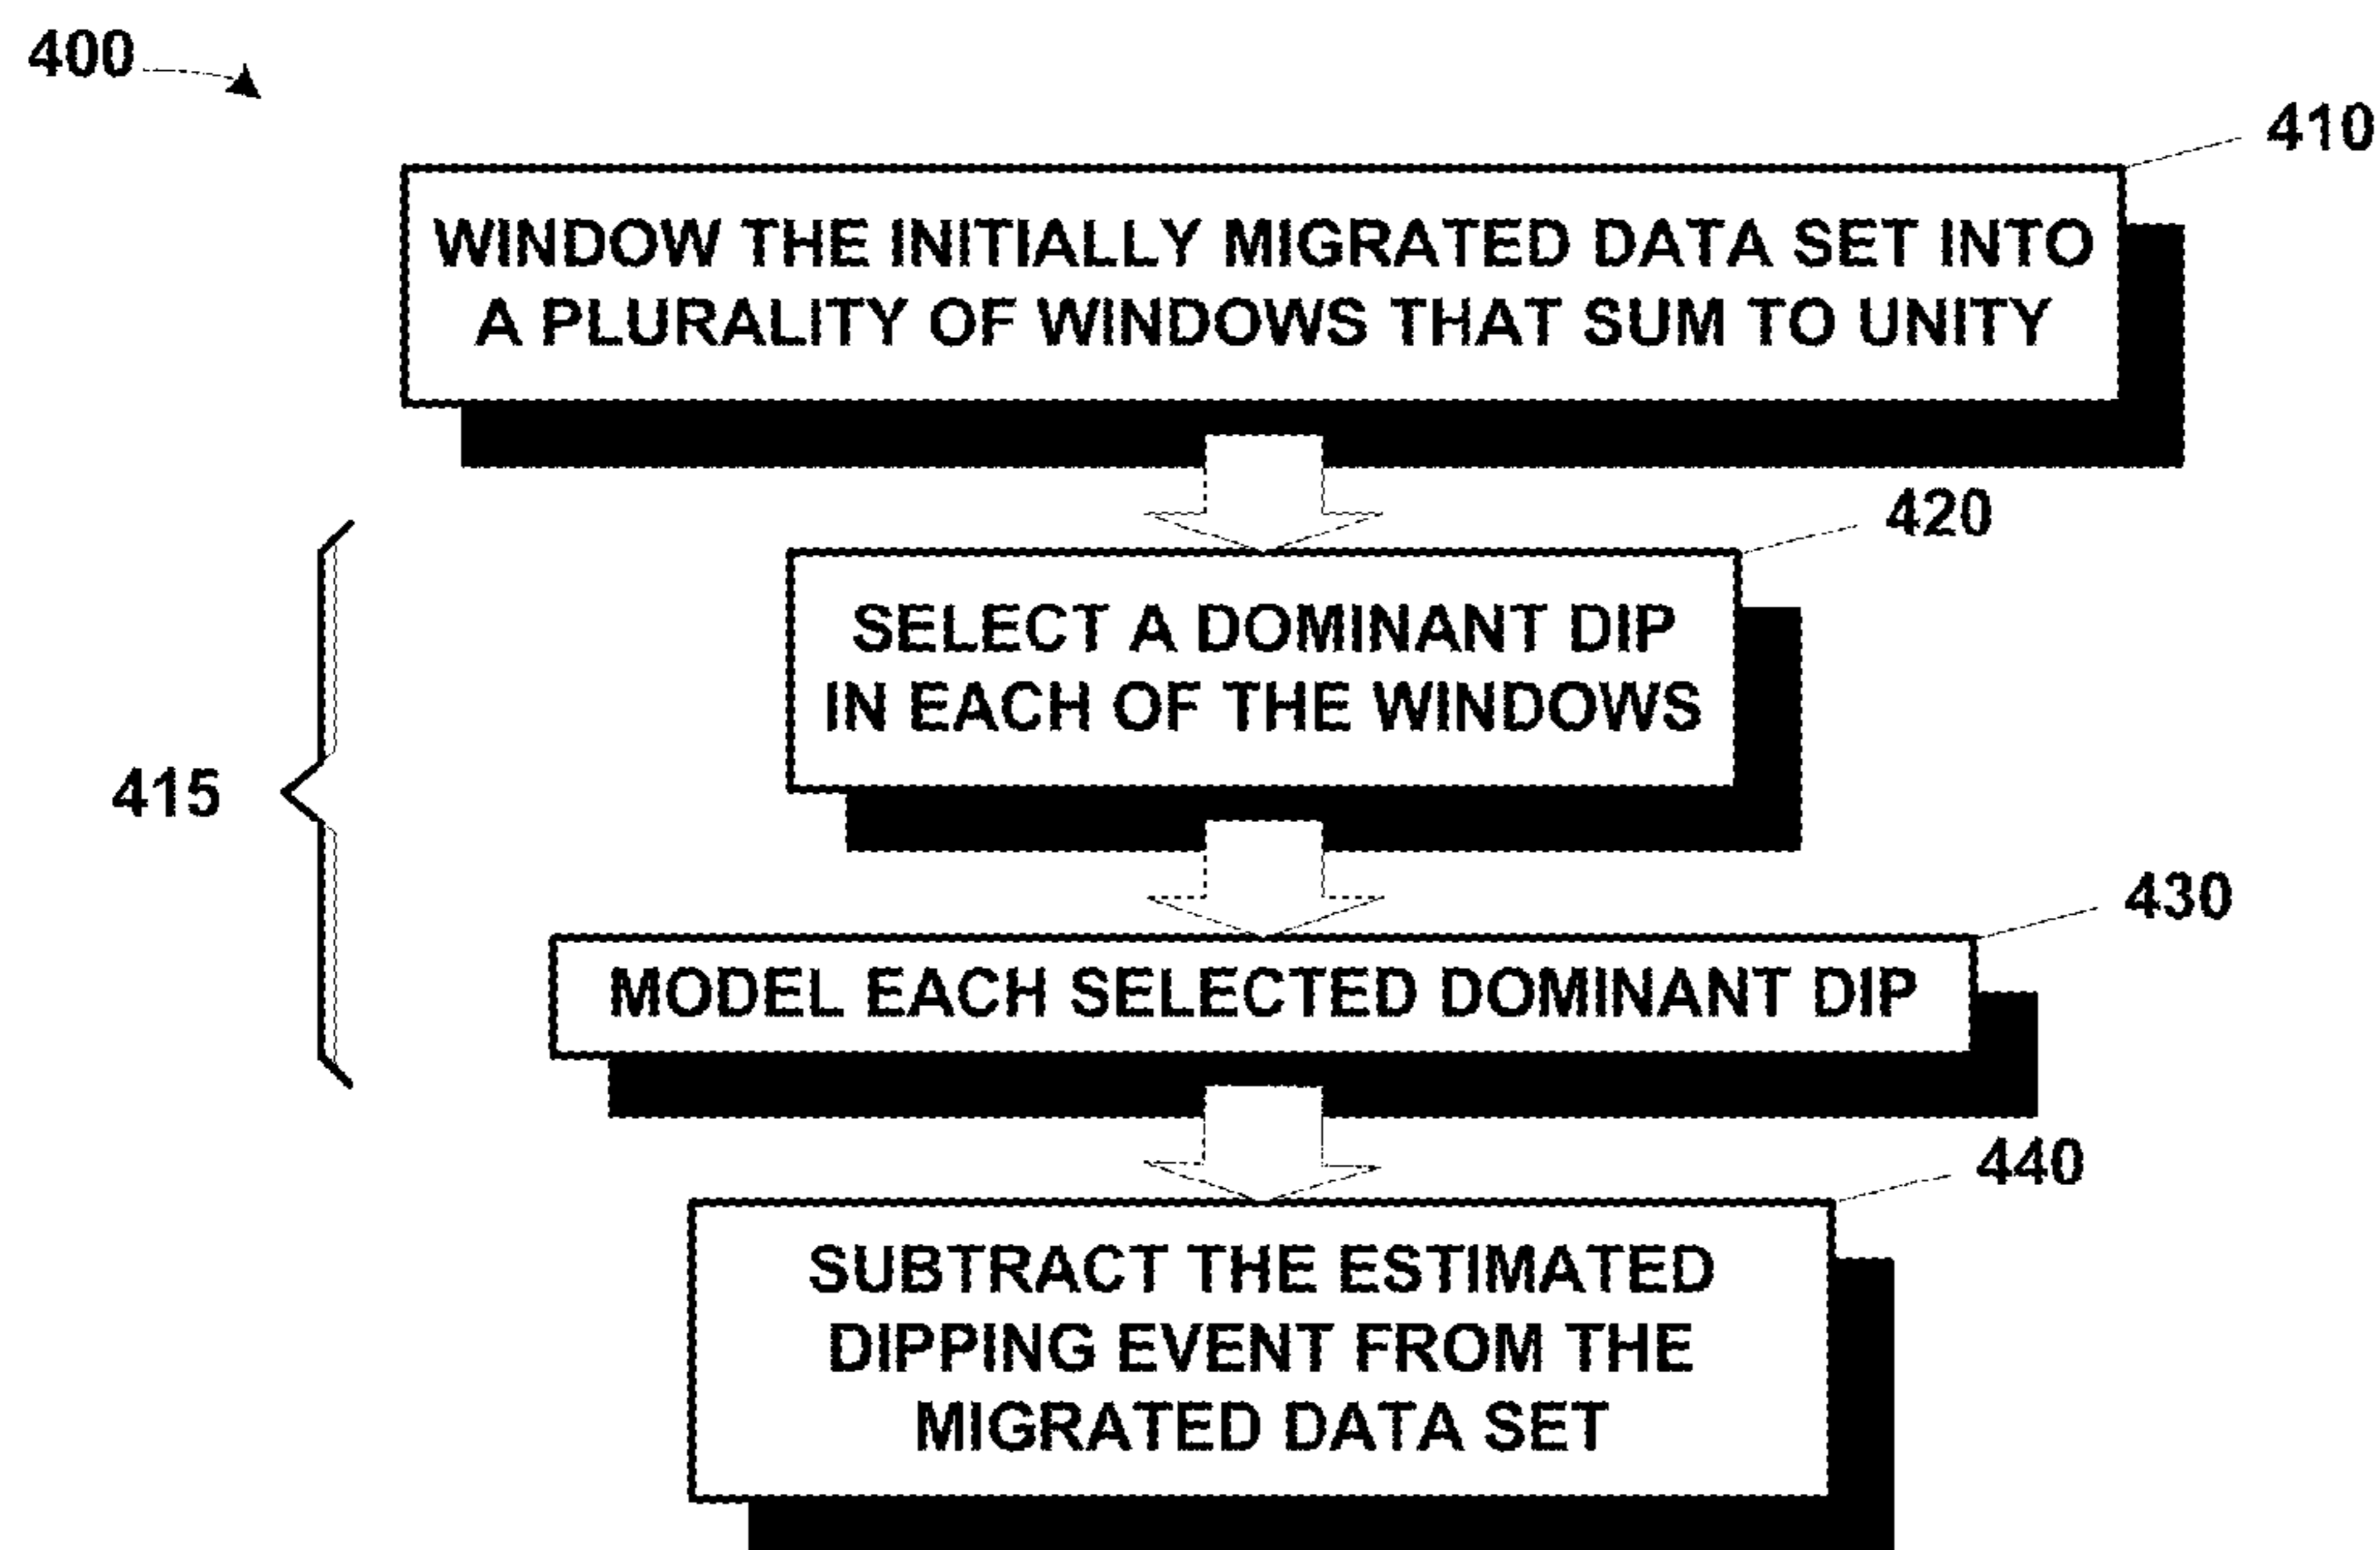 400
410
WINDOW THE INITIALLY MIGRATED DATA SET INTO
A PLURALITY OF WINDOWS THAT SUM TO UNITY
420
SELECT A DOMINANT DIP
IN EACH OF THE WINDOWS
415
430
MODEL EACH SELECTED DOMINANT DIP
440
SUBTRACT THE ESTIMATED
DIPPING EVENT FROM THE
MIGRATED DATA SET